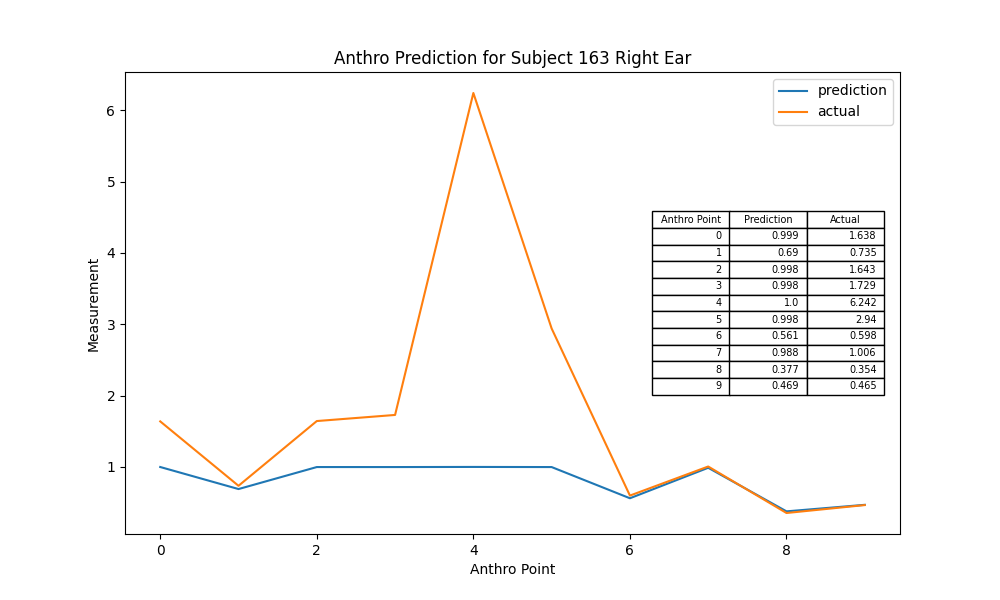 Anthro Prediction for Subject 163 Right Ear
prediction
actual
6
5
4
3
2
1
Measurement
Anthro Point Prediction Actual
0 0.999 1.638
1 0.69 0.735
2 0.998 1.643
3 0.998 1.729
4 1.0 6.242
5 0.998 2.94
6 0.561 0.598
7 0.988 1.006
8 0.377 0.354
9 0.469 0.465
0 2 4 6 8
Anthro Point